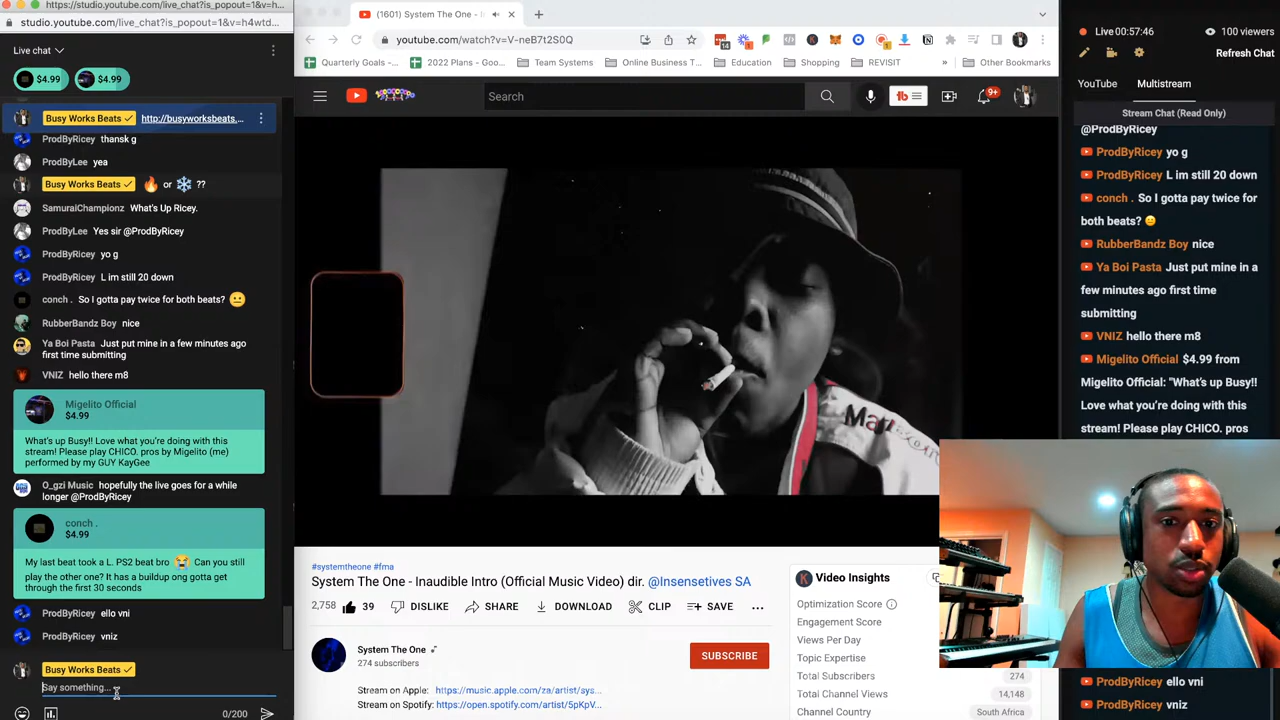 https://studio.youtube.com/live_chat?is_popout=1&v=h...
studio.youtube.com/live_chat?is_popout=1&v=h4wtd...
Live chat
$4.99
$4.99
Busy Works Beats http://busyworksbeats....
ProdByRicey thansk g
ProdByLee yea
Busy Works Beats 🔥 or ❄️ ??
SamuraiChampionz What's Up Ricey.
ProdByLee Yes sir @ProdByRicey
ProdByRicey yo g
ProdByRicey L im still 20 down
conch . So I gotta pay twice for both beats? 😐
RubberBandz Boy nice
Ya Boi Pasta Just put mine in a few minutes ago
first time submitting
VNIZ hello there m8
Migelito Official
$4.99
What's up Busy!! Love what you're doing with this
stream! Please play CHICO. pros by Migelito (me)
performed by my GUY KayGee
O_gzi Music hopefully the live goes for a while
longer @ProdByRicey
conch .
$4.99
My last beat took a L. PS2 beat bro 😭 Can you still
play the other one? It has a buildup ong gotta get
through the first 30 seconds
ProdByRicey ello vni
ProdByRicey vniz
Busy Works Beats
Say something...
0/200
(1601) System The One -
youtube.com/watch?v=V-neB7t2S0Q
14
1
1
Quarterly Goals -...
2022 Plans - Goo...
Team Systems
Online Business T...
Education
Shopping
REVISIT
»
Other Bookmarks
Search
tb
9+
#systemtheone #fma
System The One - Inaudible Intro (Official Music Video) dir. @Insensetives SA
2,758
39
DISLIKE
SHARE
DOWNLOAD
CLIP
SAVE
System The One
274 subscribers
SUBSCRIBE
Stream on Apple: https://music.apple.com/za/artist/sys...
Stream on Spotify: https://open.spotify.com/artist/5pKpV...
K
Video Insights
Optimization Score
Engagement Score
Views Per Day
Topic Expertise
Total Subscribers 274
Total Channel Views 14,148
Channel Country South Africa
Live 00:57:46
100 viewers
Refresh Chat
YouTube
Multistream
Stream Chat (Read Only)
@ProdByRicey
ProdByRicey yo g
ProdByRicey L im still 20 down
conch . So I gotta pay twice for
both beats? 😐
RubberBandz Boy nice
Ya Boi Pasta Just put mine in a
few minutes ago first time
submitting
VNIZ hello there m8
Migelito Official $4.99 from
Migelito Official: "What's up Busy!!
Love what you're doing with this
stream! Please play CHICO. pros
ProdByRicey ello vni
ProdByRicey vniz